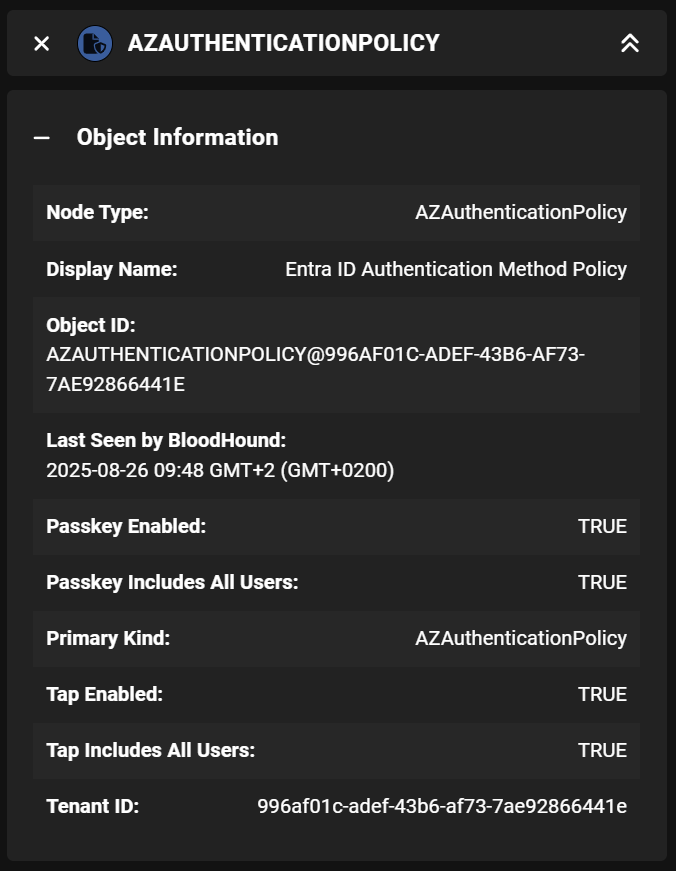 AZAUTHENTICATIONPOLICY
Object Information
Node Type: AZAuthenticationPolicy
Display Name: Entra ID Authentication Method Policy
Object ID:
AZAUTHENTICATIONPOLICY@996AF01C-ADEF-43B6-AF73-
7AE92866441E
Last Seen by BloodHound:
2025-08-26 09:48 GMT+2 (GMT+0200)
Passkey Enabled: TRUE
Passkey Includes All Users: TRUE
Primary Kind: AZAuthenticationPolicy
Tap Enabled: TRUE
Tap Includes All Users: TRUE
Tenant ID: 996af01c-adef-43b6-af73-7ae92866441e